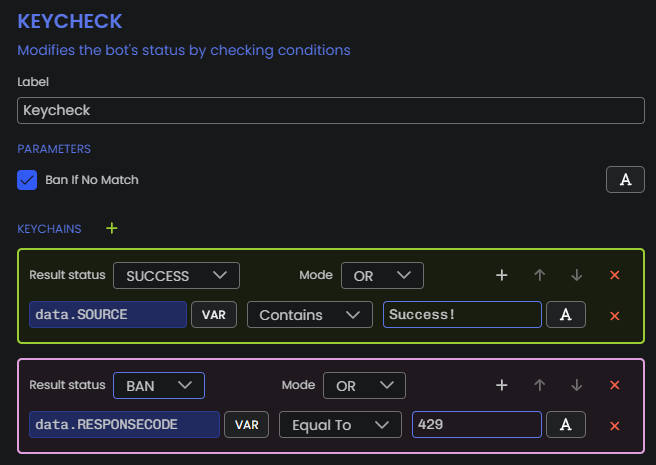 KEYCHECK
Modifies the bot's status by checking conditions
Label
Keycheck
PARAMETERS
Ban If No Match A
KEYCHAINS +
Result status SUCCESS Mode OR
data.SOURCE VAR Contains Success! A
Result status BAN Mode OR
data.RESPONSECODE VAR Equal To 429 A